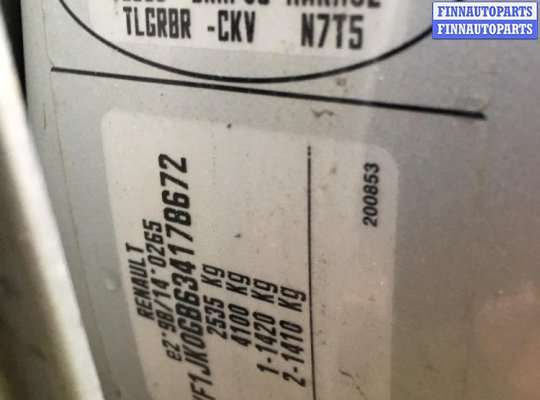 FINNAUTOPARTS
FINNAUTOPARTS
TLGRBR -CKV N7T5
RENAULT
e2*98/14*0265
VF1JK0GB634178672
2535 Kg
4100 Kg
1-1420 Kg
2-1410 Kg
200853